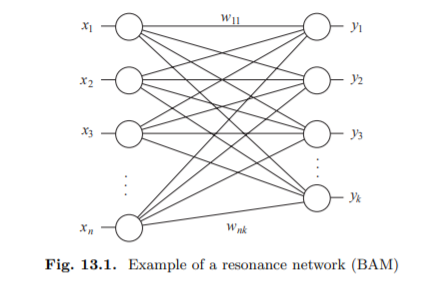 x1 w11 y1
x2 y2
x3 y3
xn wnk yk
Fig. 13.1. Example of a resonance network (BAM)